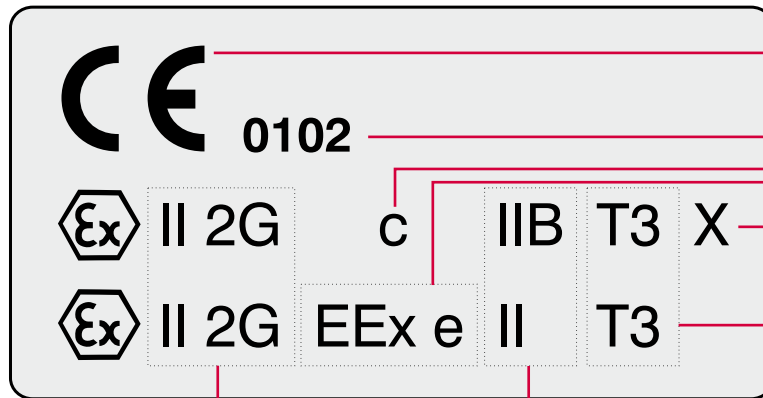 CE
0102
Ex II 2G c IIB T3 X
Ex II 2G EEx e II T3